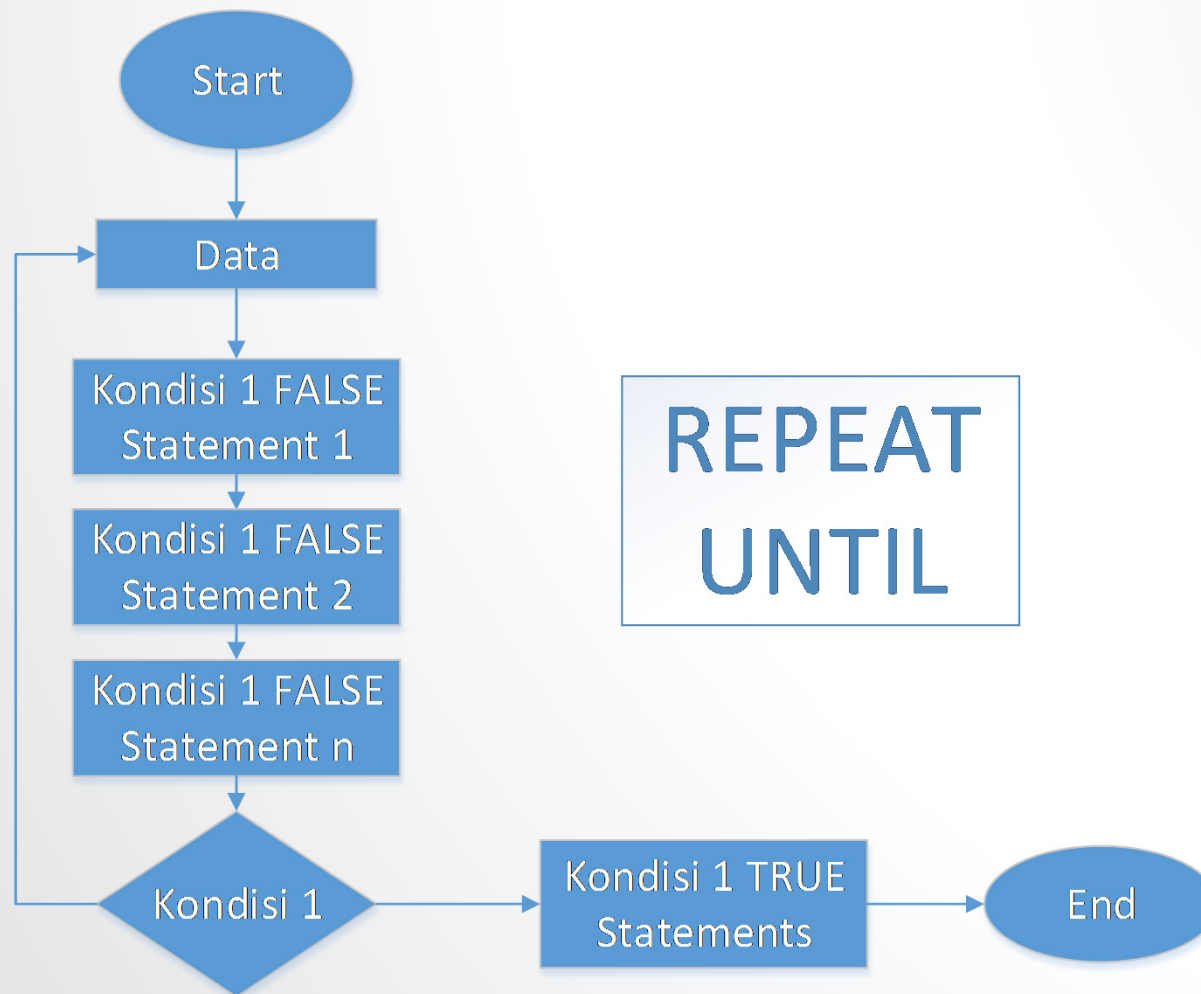 Start
Data
Kondisi 1 FALSE
Statement 1
Kondisi 1 FALSE
Statement 2
Kondisi 1 FALSE
Statement n
Kondisi 1
Kondisi 1 TRUE
Statements
End
REPEAT
UNTIL